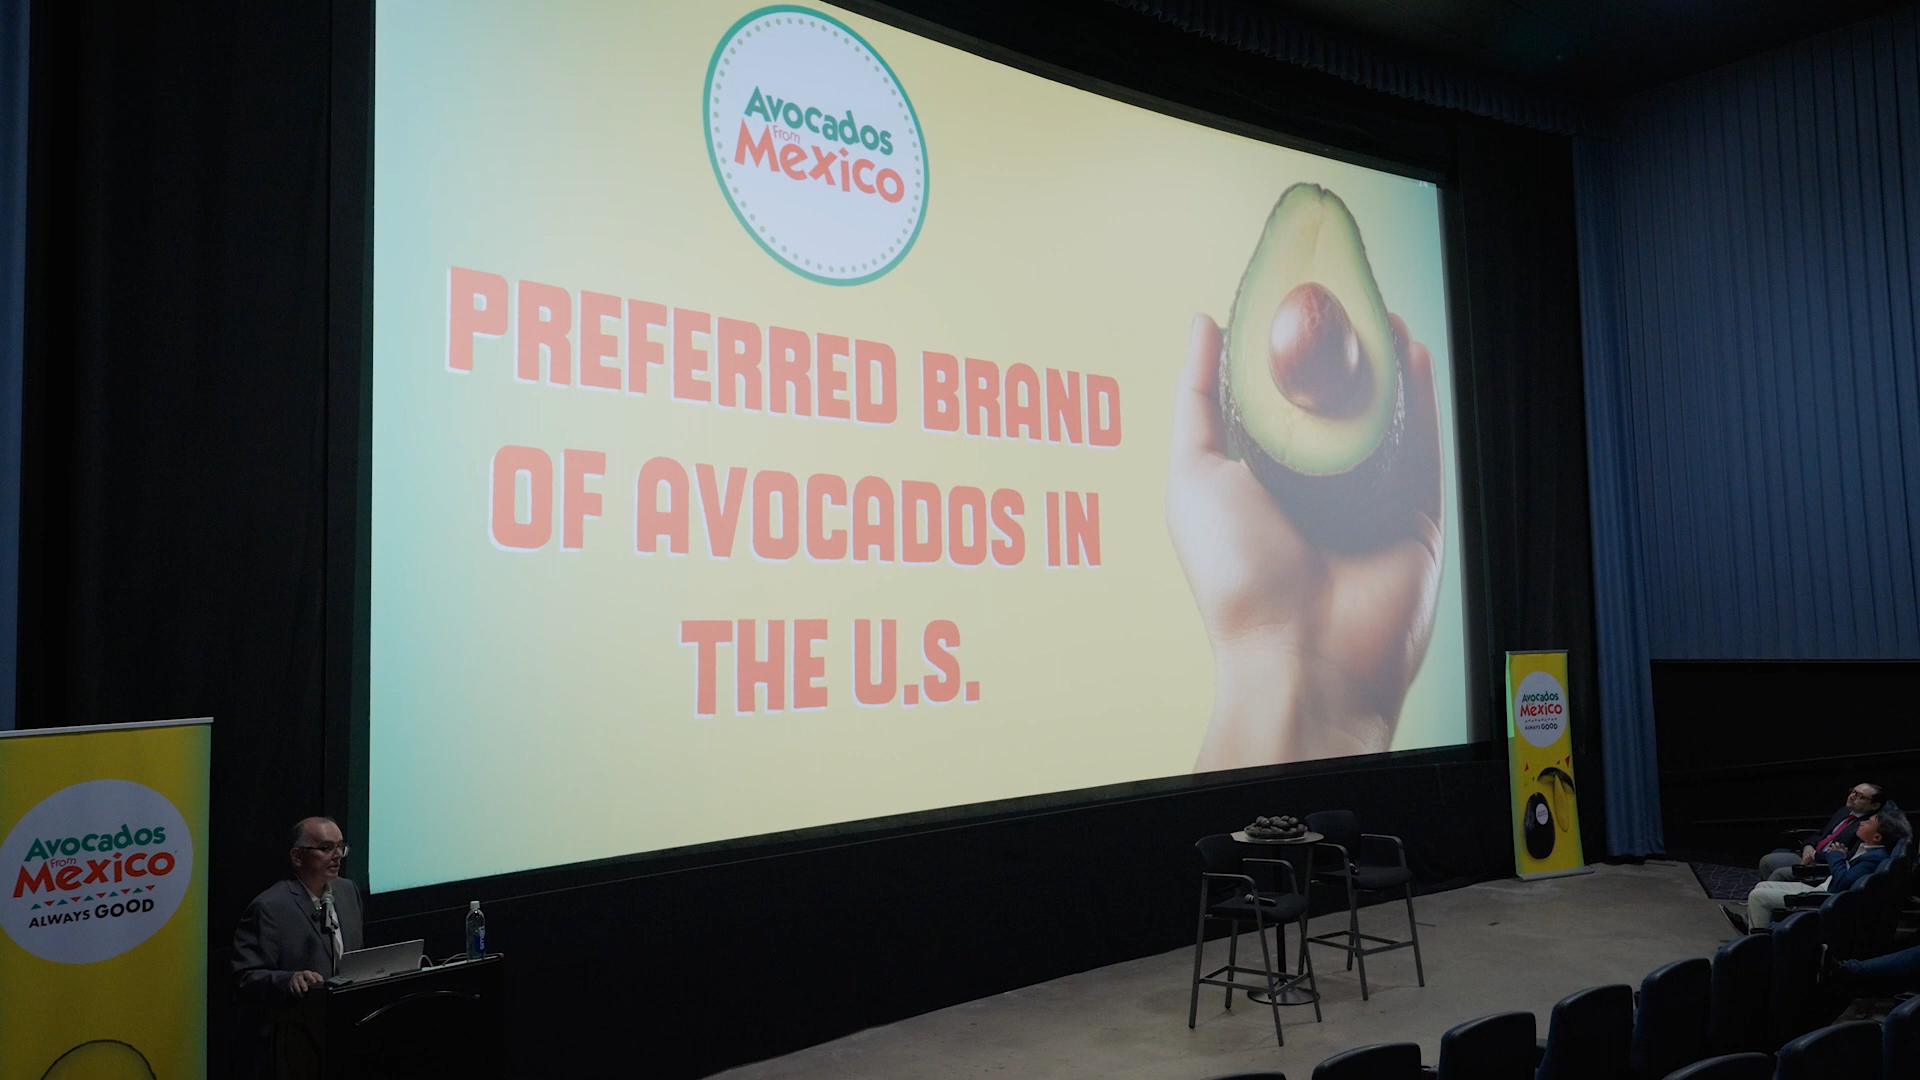 Avocados
From
Mexico
PREFERRED BRAND
OF AVOCADOS IN
THE U.S.
Avocados
From
Mexico
ALWAYS GOOD
Avocados
Mexico
ALWAYS GOOD